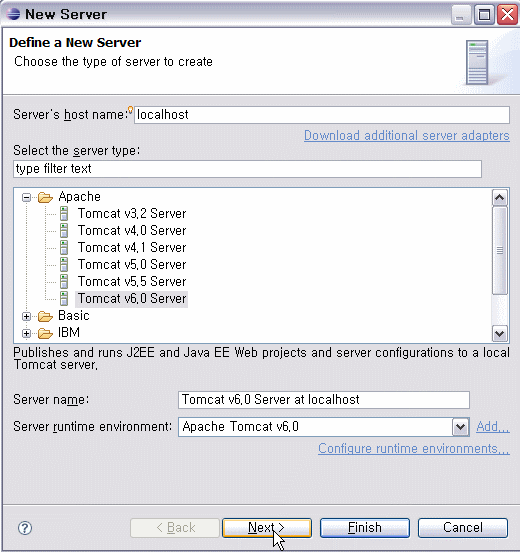 New Server
Define a New Server
Choose the type of server to create
Server's host name: localhost
Download additional server adapters
Select the server type:
type filter text
Apache
Tomcat v3.2 Server
Tomcat v4.0 Server
Tomcat v4.1 Server
Tomcat v5.0 Server
Tomcat v5.5 Server
Tomcat v6.0 Server
Basic
IBM
Publishes and runs J2EE and Java EE Web projects and server configurations to a local
Tomcat server.
Server name: Tomcat v6.0 Server at localhost
Server runtime environment: Apache Tomcat v6.0 Add...
Configure runtime environments...
? < Back Next > Finish Cancel